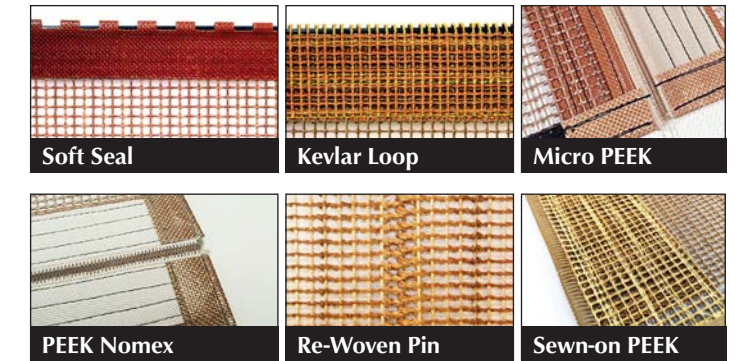 Soft Seal
Kevlar Loop
Micro PEEK
PEEK Nomex
Re-Woven Pin
Sewn-on PEEK